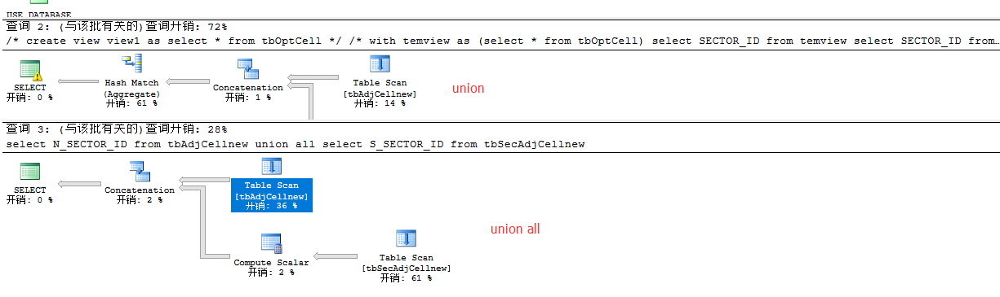 USE DATABASE
查询 2: (与该批有关的)查询开销: 72%
/* create view view1 as select * from tbOptCell */ /* with temview as (select * from tbOptCell) select SECTOR_ID from temview select SECTOR_ID from…
SELECT
开销: 0 %
Hash Match
(Aggregate)
开销: 61 %
Concatenation
开销: 1 %
Table Scan
[tbAdjCellnew]
开销: 14 %
union
查询 3: (与该批有关的)查询开销: 28%
select N_SECTOR_ID from tbAdjCellnew union all select S_SECTOR_ID from tbSecAdjCellnew
SELECT
开销: 0 %
Concatenation
开销: 2 %
Table Scan
[tbAdjCellnew]
开销: 36 %
union all
Compute Scalar
开销: 2 %
Table Scan
[tbSecAdjCellnew]
开销: 61 %